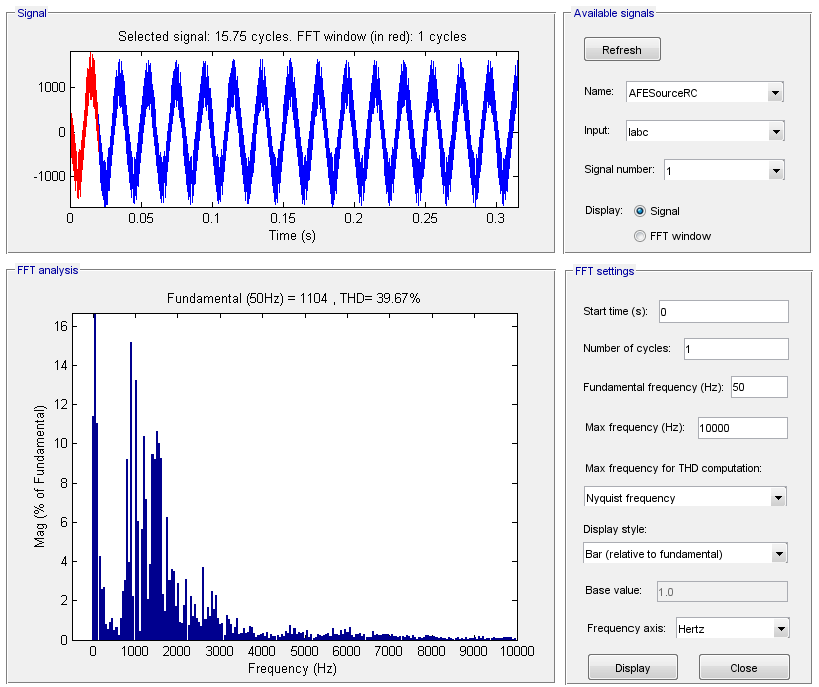 Signal
Selected signal: 15.75 cycles. FFT window (in red): 1 cycles
1000
0
-1000
0
0.05
0.1
0.15
0.2
0.25
0.3
Time (s)
Available signals
Refresh
Name:
AFESourceRC
Input:
Iabc
Signal number:
1
Display:
Signal
FFT window
FFT analysis
Fundamental (50Hz) = 1104 , THD= 39.67%
16
14
12
10
8
6
4
2
0
Mag (% of Fundamental)
0
1000
2000
3000
4000
5000
6000
7000
8000
9000
10000
Frequency (Hz)
FFT settings
Start time (s):
0
Number of cycles:
1
Fundamental frequency (Hz):
50
Max frequency (Hz):
10000
Max frequency for THD computation:
Nyquist frequency
Display style:
Bar (relative to fundamental)
Base value:
1.0
Frequency axis:
Hertz
Display
Close